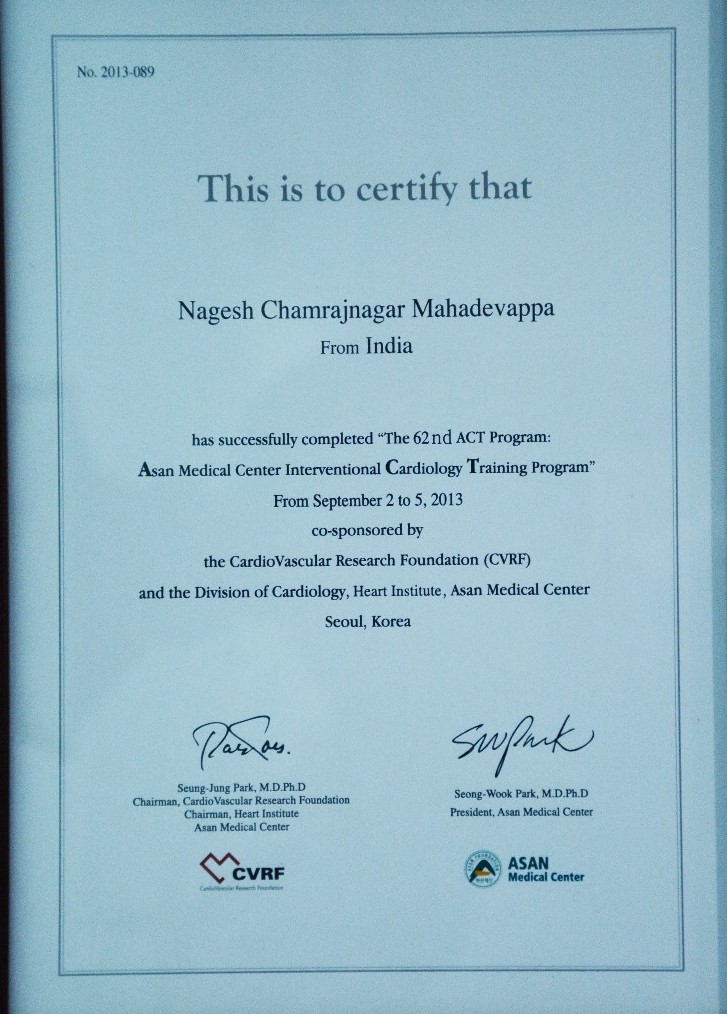 No. 2013-089
This is to certify that
Nagesh Chamrajnagar Mahadevappa
From India
has successfully completed “The 62nd ACT Program:
Asan Medical Center Interventional Cardiology Training Program”
From September 2 to 5, 2013
co-sponsored by
the CardioVascular Research Foundation (CVRF)
and the Division of Cardiology, Heart Institute, Asan Medical Center
Seoul, Korea
SWPark
Seung-Jung Park, M.D.Ph.D
Chairman, CardioVascular Research Foundation
Chairman, Heart Institute
Asan Medical Center
Seong-Wook Park, M.D.Ph.D
President, Asan Medical Center
CVRF
CardioVascular Research Foundation
ASAN
Medical Center